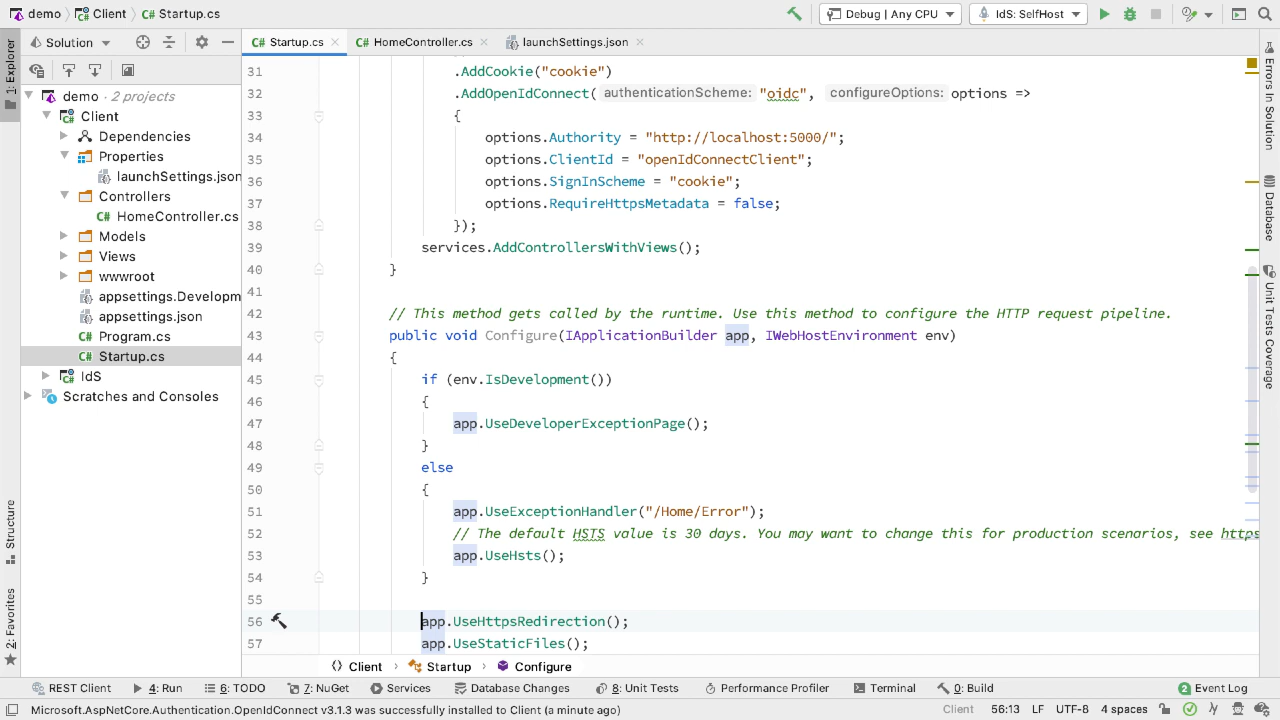 demo Client Startup.cs Debug | Any CPU IdS: SelfHost
1: Explorer
Solution
demo - 2 projects
Client
Dependencies
Properties
launchSettings.json
Controllers
HomeController.cs
Models
Views
wwwroot
appsettings.Developm
appsettings.json
Program.cs
Startup.cs
IdS
Scratches and Consoles
Structure
2: Favorites
Startup.cs HomeController.cs launchSettings.json
31 .AddCookie("cookie")
32 .AddOpenIdConnect( authenticationScheme: "oidc", configureOptions: options =>
33 {
34 options.Authority = "http://localhost:5000/";
35 options.ClientId = "openIdConnectClient";
36 options.SignInScheme = "cookie";
37 options.RequireHttpsMetadata = false;
38 });
39 services.AddControllersWithViews();
40 }
41
42 // This method gets called by the runtime. Use this method to configure the HTTP request pipeline.
43 public void Configure(IApplicationBuilder app, IWebHostEnvironment env)
44 {
45 if (env.IsDevelopment())
46 {
47 app.UseDeveloperExceptionPage();
48 }
49 else
50 {
51 app.UseExceptionHandler("/Home/Error");
52 // The default HSTS value is 30 days. You may want to change this for production scenarios, see https
53 app.UseHsts();
54 }
55
56 app.UseHttpsRedirection();
57 app.UseStaticFiles();
Client Startup Configure
Errors In Solution
Database
Unit Test Coverage
REST Client 4: Run 6: TODO 7: NuGet Services Database Changes 8: Unit Tests Performance Profiler Terminal 0: Build 2 Event Log
Microsoft.AspNetCore.Authentication.OpenIdConnect v3.1.3 was successfully installed to Client (a minute ago) Client 56:13 LF UTF-8 4 spaces